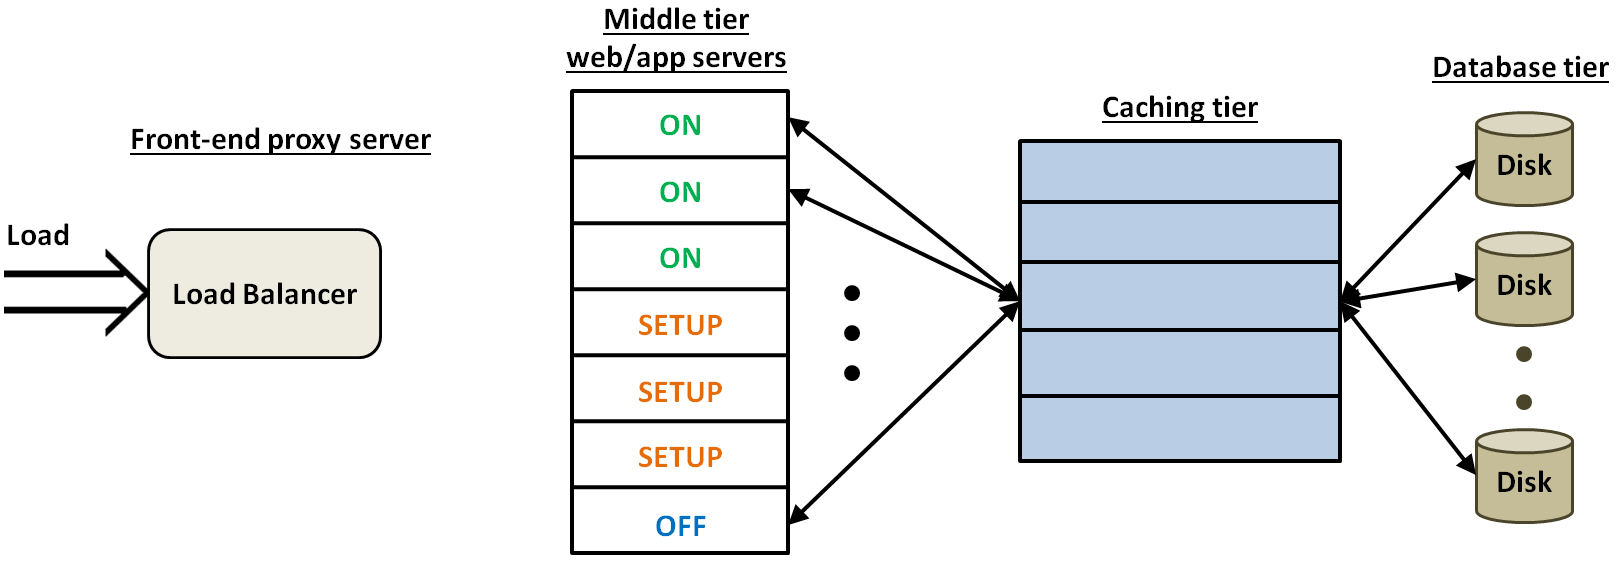 Front-end proxy server
Load
Load Balancer
Middle tier
web/app servers
ON
ON
ON
SETUP
SETUP
SETUP
OFF
Caching tier
Database tier
Disk
Disk
Disk